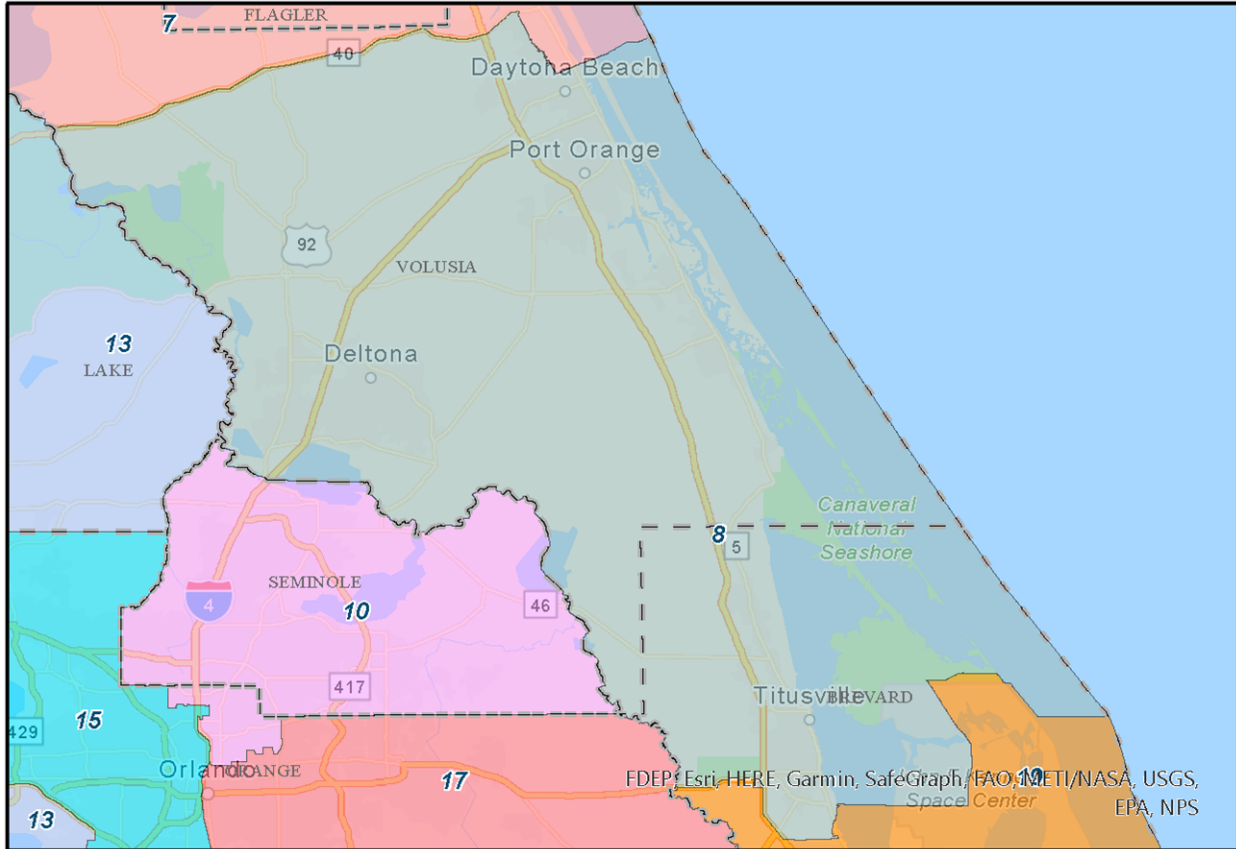 FLAGLER
7
40
Daytona Beach
Port Orange
92
VOLUSIA
13
LAKE
Deltona
Canaveral
National
Seashore
8
5
SEMINOLE
4
10
46
417
Titusville
BREVARD
15
429
Orlando
ORANGE
17
19
FDEP, Esri, HERE, Garmin, SafeGraph, FAO, METI/NASA, USGS,
EPA, NPS
Space Center
13